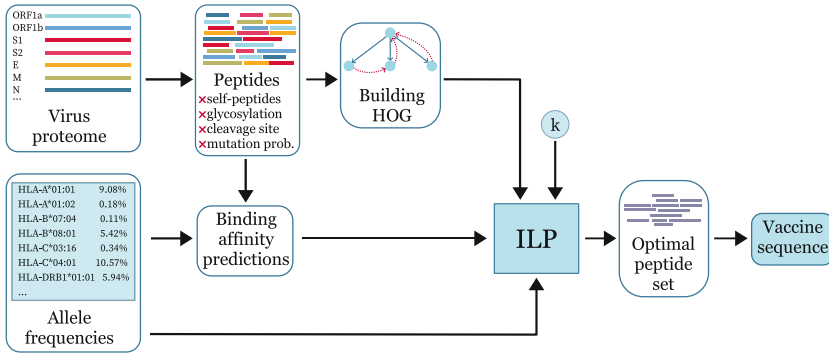 ORF1a
ORF1b
S1
S2
E
M
N
...
Virus
proteome
Peptides
×self-peptides
×glycosylation
×cleavage site
×mutation prob.
Building
HOG
k
HLA-A*01:01 9.08%
HLA-A*01:02 0.18%
HLA-B*07:04 0.11%
HLA-B*08:01 5.42%
HLA-C*03:16 0.34%
HLA-C*04:01 10.57%
HLA-DRB1*01:01 5.94%
...
Allele
frequencies
Binding
affinity
predictions
ILP
Optimal
peptide
set
Vaccine
sequence